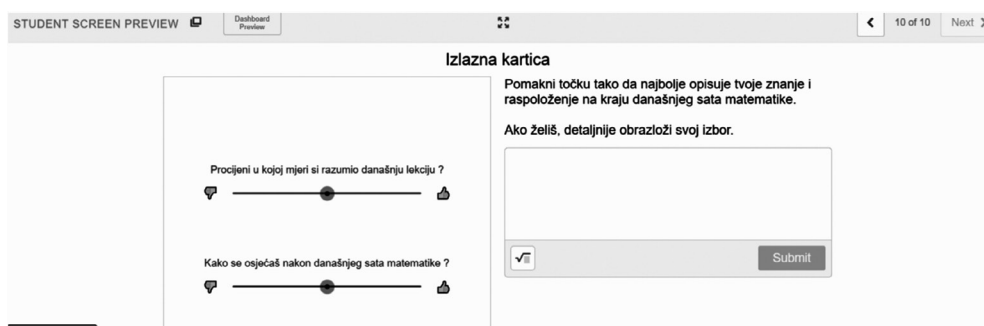 STUDENT SCREEN PREVIEW
Dashboard
Preview
10 of 10
Next
Izlazna kartica
Procijeni u kojoj mjeri si razumio današnju lekciju ?
Kako se osjećaš nakon današnjeg sata matematike ?
Pomakni točku tako da najbolje opisuje tvoje znanje i
raspoloženje na kraju današnjeg sata matematike.
Ako želiš, detaljnije obrazloži svoj izbor.
Submit